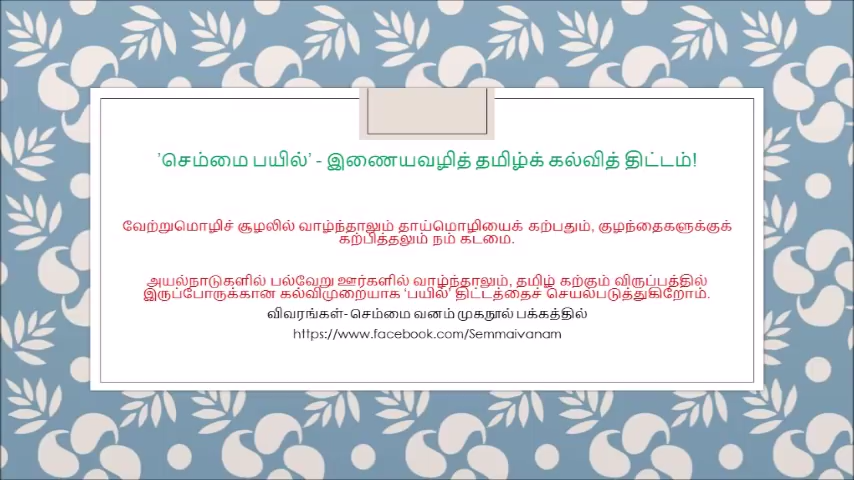 'செம்மை பயில்' - இணையவழித் தமிழ்க் கல்வித் திட்டம்!
வேற்றுமொழிச் சூழலில் வாழ்ந்தாலும் தாய்மொழியைக் கற்பதும், குழந்தைகளுக்குக்
கற்பித்தலும் நம் கடமை.
அயல்நாடுகளில் பல்வேறு ஊர்களில் வாழ்ந்தாலும், தமிழ் கற்கும் விருப்பத்தில்
இருப்போருக்கான கல்விமுறையாக 'பயில்' திட்டத்தைச் செயல்படுத்துகிறோம்.
விவரங்கள்- செம்மை வனம் முகநூல் பக்கத்தில்
https://www.facebook.com/Semmaivanam